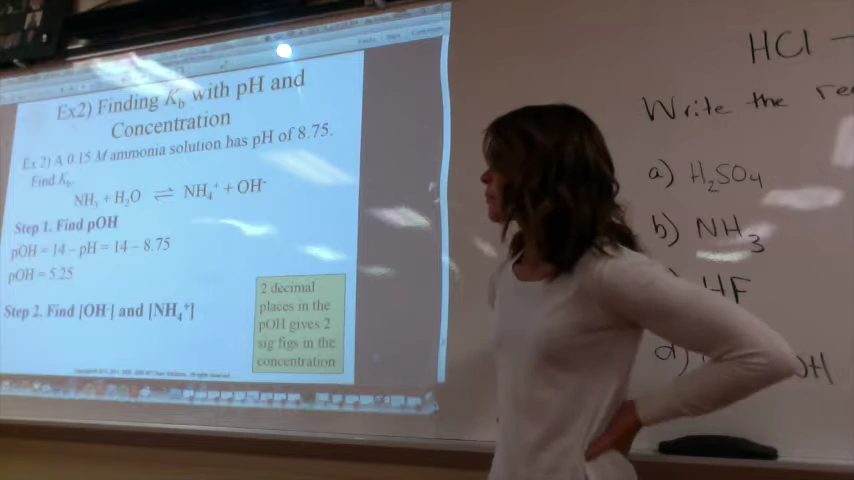 Ex2) Finding Kb with pH and
Concentration
Ex 2) A 0.15 M ammonia solution has pH of 8.75.
Find Kb.
NH3 + H2O ⇌ NH4+ + OH-
Step 1. Find pOH
pOH = 14 – pH = 14 – 8.75
pOH = 5.25
Step 2. Find [OH-] and [NH4+]
2 decimal
places in the
pOH gives 2
sig figs in the
concentration
HCl
Write the
a) H2SO4
b) NH3
HF
d)